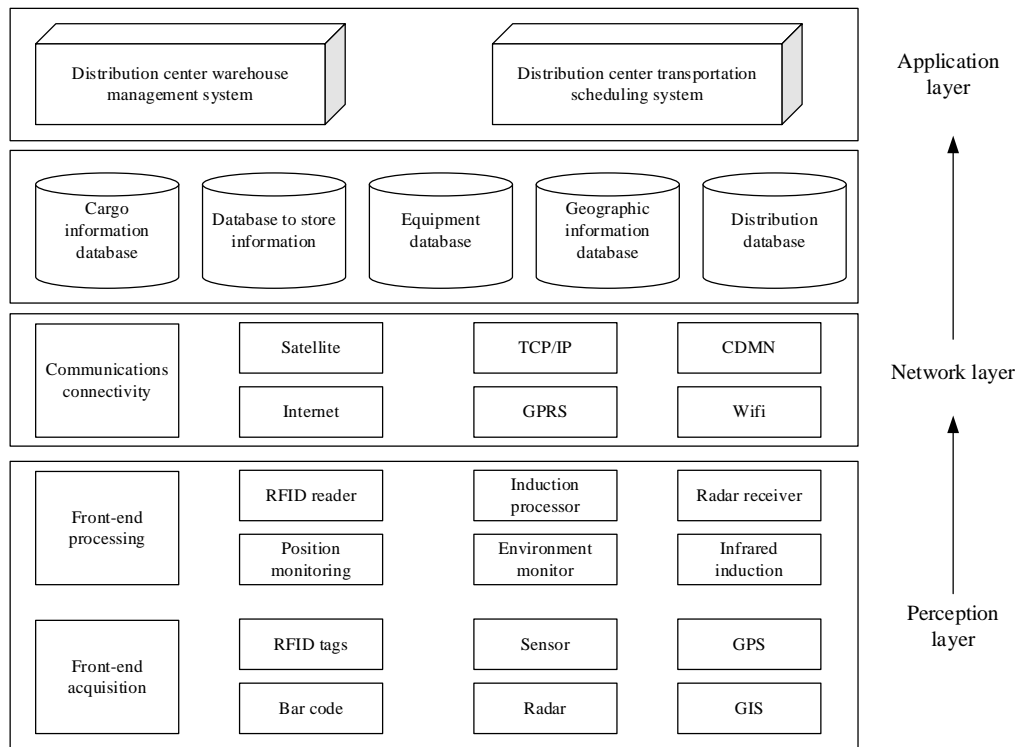 Distribution center warehouse
management system
Distribution center transportation
scheduling system
Application
layer
Cargo
information
database
Database to store
information
Equipment
database
Geographic
information
database
Distribution
database
Communications
connectivity
Satellite
TCP/IP
CDMN
Internet
GPRS
Wifi
Network layer
Front-end
processing
RFID reader
Induction
processor
Radar receiver
Position
monitoring
Environment
monitor
Infrared
induction
Perception
layer
Front-end
acquisition
RFID tags
Sensor
GPS
Bar code
Radar
GIS